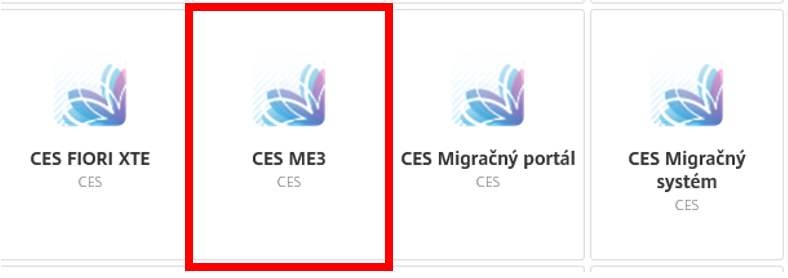 CES FIORI XTE
CES
CES ME3
CES
CES Migračný portál
CES
CES Migračný
systém
CES